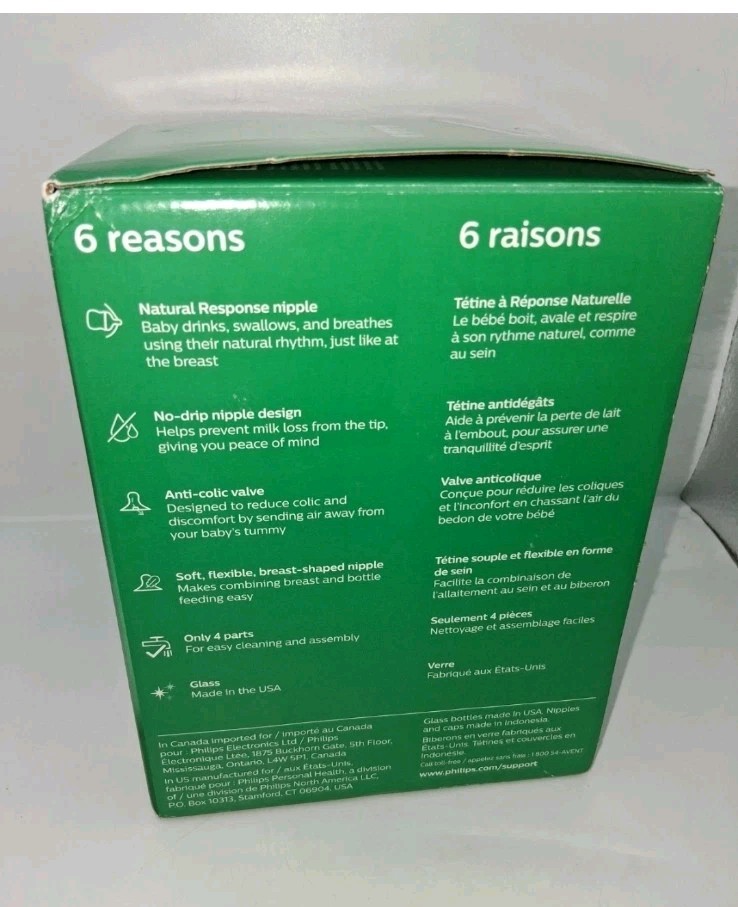 6 reasons
Natural Response nipple
Baby drinks, swallows, and breathes
using their natural rhythm, just like at
the breast
No-drip nipple design
Helps prevent milk loss from the tip,
giving you peace of mind
Anti-colic valve
Designed to reduce colic and
discomfort by sending air away from
your baby's tummy
Soft, flexible, breast-shaped nipple
Makes combining breast and bottle
feeding easy
Only 4 parts
For easy cleaning and assembly
Glass
Made in the USA
In Canada imported for / importé au Canada
pour : Philips Electronics Ltd / Philips
Électronique Ltée, 1875 Buckhorn Gate, 5th Floor,
Mississauga, Ontario, L4W 5P1, Canada
In US manufactured for / aux États-Unis,
fabriqué pour : Philips Personal Health, a division
of / une division de Philips North America LLC,
P.O. Box 10313, Stamford, CT 06904, USA
6 raisons
Tétine à Réponse Naturelle
Le bébé boit, avale et respire
à son rythme naturel, comme
au sein
Tétine antidégâts
Aide à prévenir la perte de lait
à l'embout, pour assurer une
tranquillité d'esprit
Valve anticolique
Conçue pour réduire les coliques
et l'inconfort en chassant l'air du
bedon de votre bébé
Tétine souple et flexible en forme
de sein
Facilite la combinaison de
l'allaitement au sein et au biberon
Seulement 4 pièces
Nettoyage et assemblage faciles
Verre
Fabriqué aux États-Unis
Glass bottles made in USA. Nipples
and caps made in Indonesia.
Biberons en verre fabriqués aux
États-Unis. Tétines et couvercles en
Indonésie.
Call toll-free / appelez sans frais : 1 800 54-AVENT
www.philips.com/support